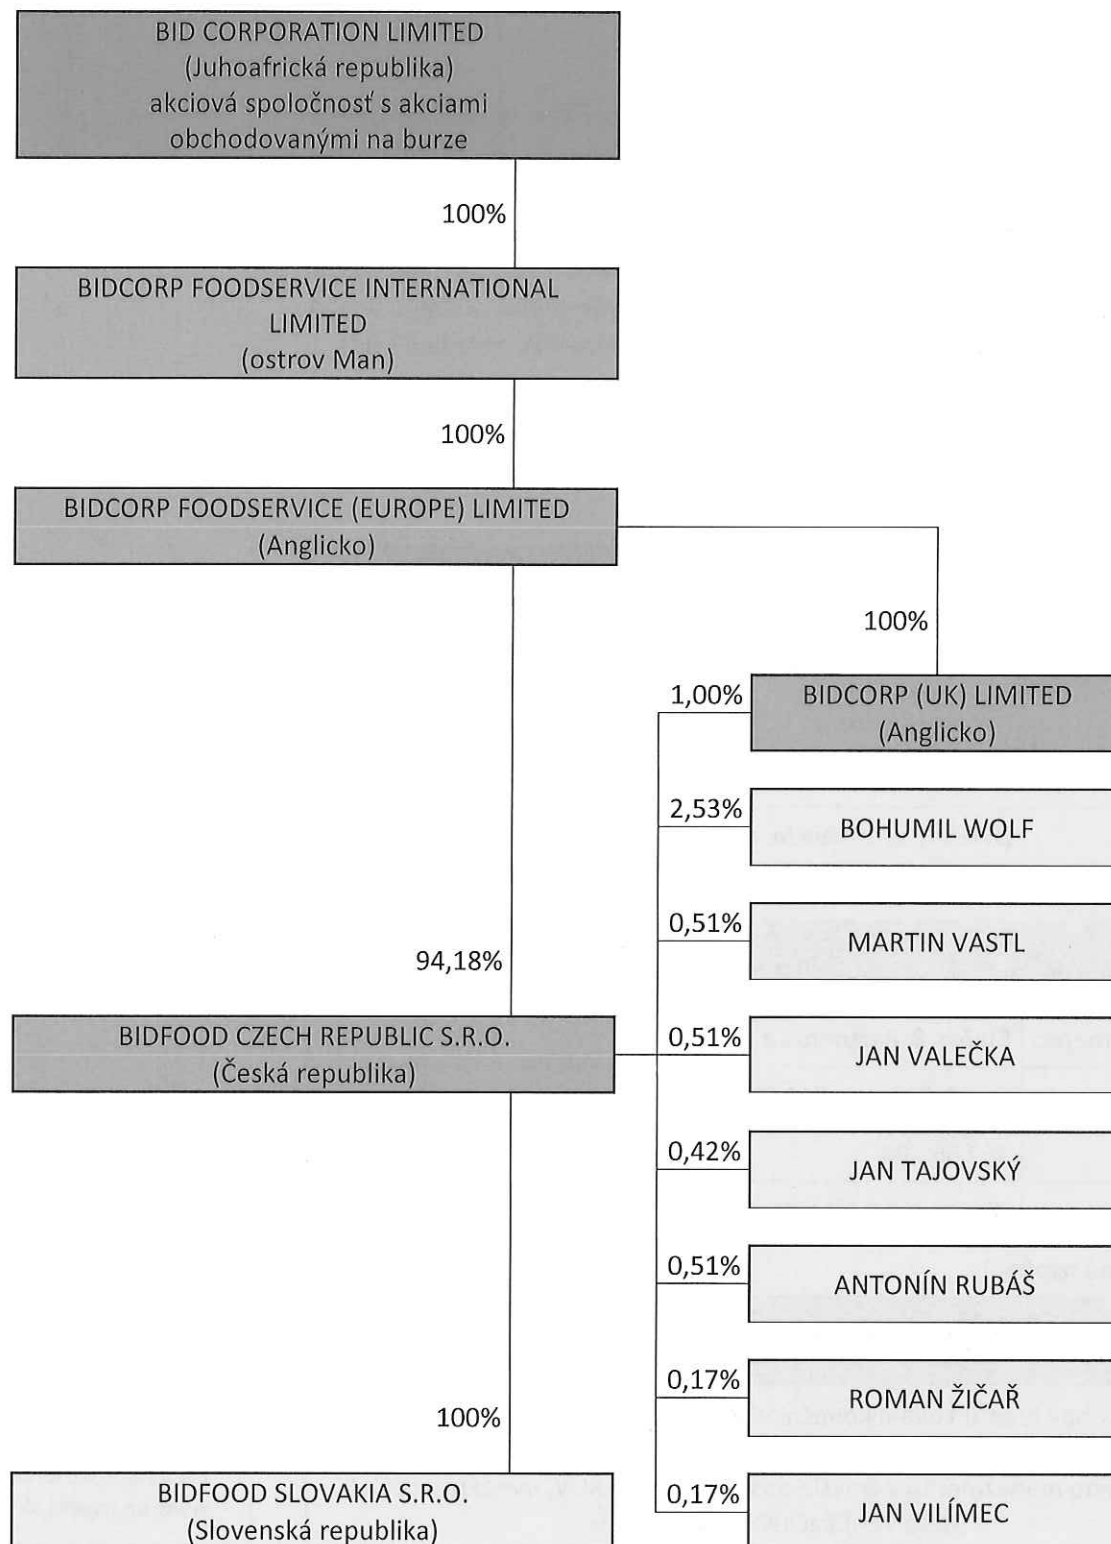 BID CORPORATION LIMITED
(Juhoafrická republika)
akciová spoločnosť s akciami
obchodovanými na burze
100%
BIDCORP FOODSERVICE INTERNATIONAL
LIMITED
(ostrov Man)
100%
BIDCORP FOODSERVICE (EUROPE) LIMITED
(Anglicko)
100%
1,00%
BIDCORP (UK) LIMITED
(Anglicko)
2,53%
BOHUMIL WOLF
0,51%
MARTIN VASTL
94,18%
BIDFOOD CZECH REPUBLIC S.R.O.
(Česká republika)
0,51%
JAN VALEČKA
0,42%
JAN TAJOVSKÝ
0,51%
ANTONÍN RUBÁŠ
0,17%
ROMAN ŽIČAŘ
100%
BIDFOOD SLOVAKIA S.R.O.
(Slovenská republika)
0,17%
JAN VILÍMEC